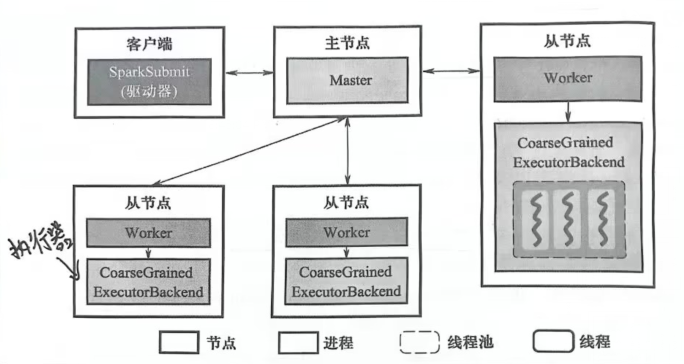 客户端
SparkSubmit
(驱动器)
主节点
Master
从节点
Worker
CoarseGrained
ExecutorBackend
从节点
Worker
CoarseGrained
ExecutorBackend
从节点
Worker
CoarseGrained
ExecutorBackend
执行器
节点
进程
线程池
线程